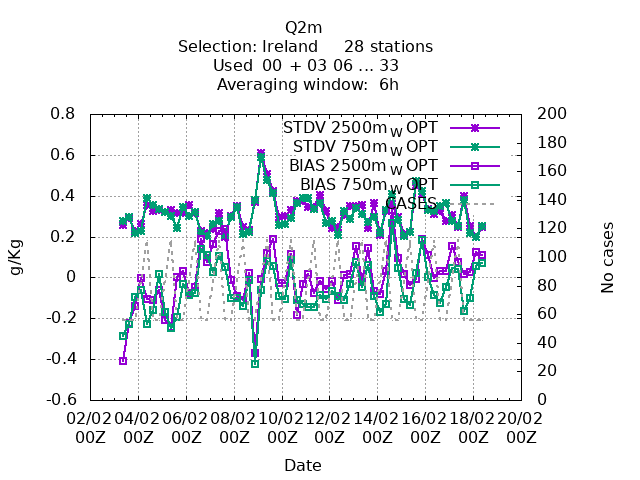 Q2m
Selection: Ireland 28 stations
Used 00 + 03 06 ... 33
Averaging window: 6h
0.8
0.6
0.4
0.2
0
-0.2
-0.4
-0.6
g/Kg
200
180
160
140
120
100
80
60
40
20
0
No cases
STDV 2500m_W OPT
STDV 750m_W OPT
BIAS 2500m_W OPT
BIAS 750m_W OPT
CASES
02/02 04/02 06/02 08/02 10/02 12/02 14/02 16/02 18/02 20/02
00Z 00Z 00Z 00Z 00Z 00Z 00Z 00Z 00Z 00Z
Date